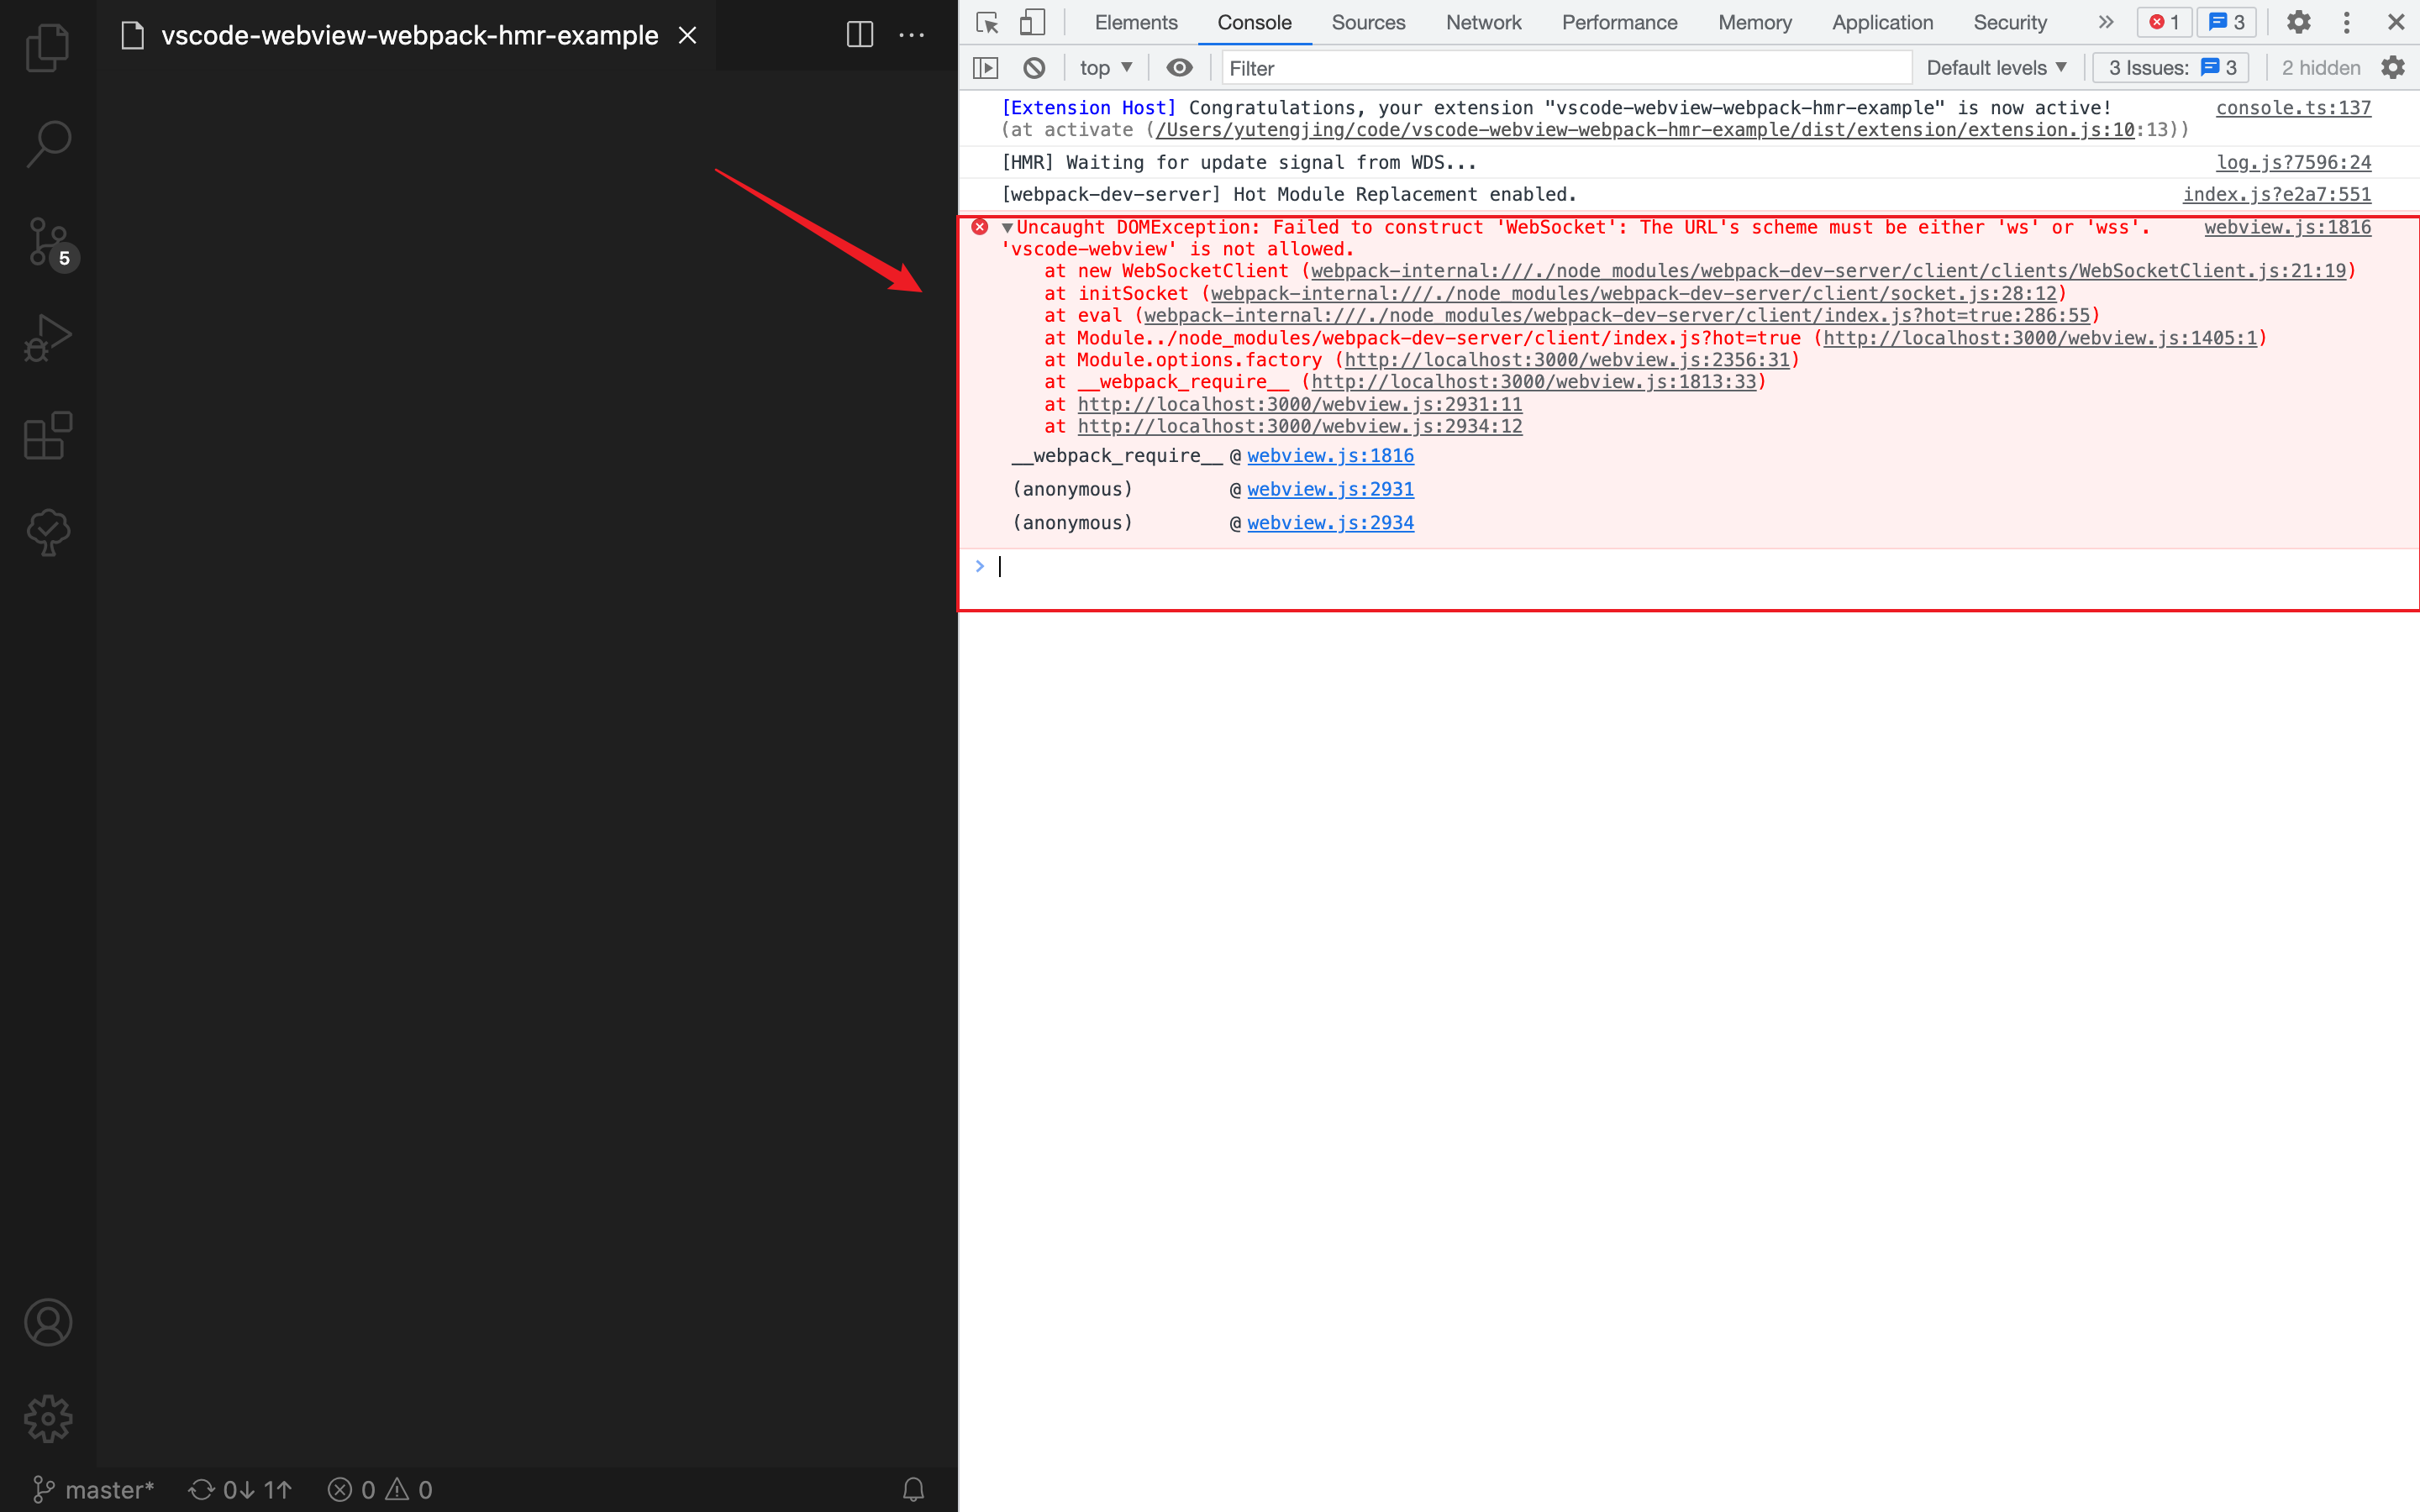 vscode-webview-webpack-hmr-example
5
master* 0↓ 1↑ 0 0
Elements Console Sources Network Performance Memory Application Security » 1 3
top Filter Default levels 3 Issues: 3 2 hidden
[Extension Host] Congratulations, your extension "vscode-webview-webpack-hmr-example" is now active! console.ts:137
(at activate (/Users/yutengjing/code/vscode-webview-webpack-hmr-example/dist/extension/extension.js:10:13))
[HMR] Waiting for update signal from WDS... log.js?7596:24
[webpack-dev-server] Hot Module Replacement enabled. index.js?e2a7:551
Uncaught DOMException: Failed to construct 'WebSocket': The URL's scheme must be either 'ws' or 'wss'. webview.js:1816
'vscode-webview' is not allowed.
at new WebSocketClient (webpack-internal:///./node_modules/webpack-dev-server/client/clients/WebSocketClient.js:21:19)
at initSocket (webpack-internal:///./node_modules/webpack-dev-server/client/socket.js:28:12)
at eval (webpack-internal:///./node_modules/webpack-dev-server/client/index.js?hot=true:286:55)
at Module../node_modules/webpack-dev-server/client/index.js?hot=true (http://localhost:3000/webview.js:1405:1)
at Module.options.factory (http://localhost:3000/webview.js:2356:31)
at __webpack_require__ (http://localhost:3000/webview.js:1813:33)
at http://localhost:3000/webview.js:2931:11
at http://localhost:3000/webview.js:2934:12
__webpack_require__ @ webview.js:1816
(anonymous) @ webview.js:2931
(anonymous) @ webview.js:2934
>